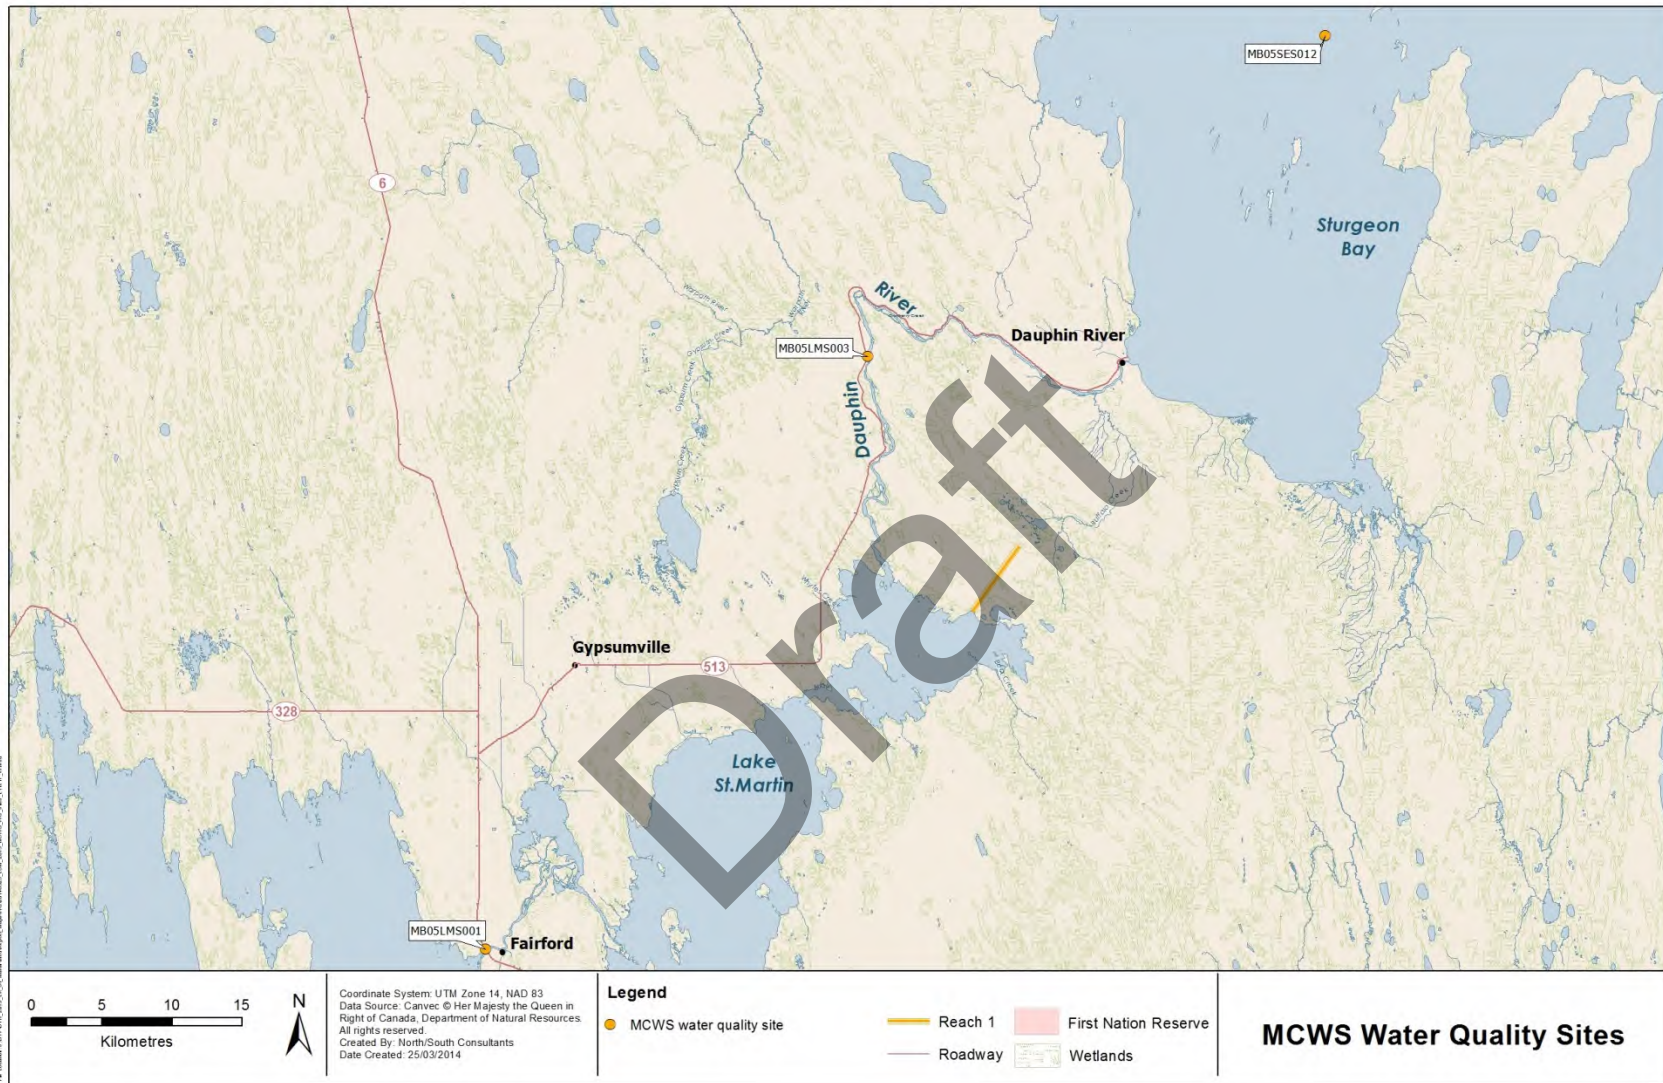 MB05SES012
6
Sturgeon
Bay
River
Dauphin River
MB05LMS003
Dauphin
Gypsum Creek
Gypsumville
513
328
Lake
St.Martin
MB05LMS001
Fairford
Draft
0 5 10 15
Kilometres
N
Coordinate System: UTM Zone 14, NAD 83
Data Source: Canvec © Her Majesty the Queen in
Right of Canada, Department of Natural Resources.
All rights reserved.
Created By: North/South Consultants
Date Created: 25/03/2014
Legend
MCWS water quality site
Reach 1
Roadway
First Nation Reserve
Wetlands
MCWS Water Quality Sites